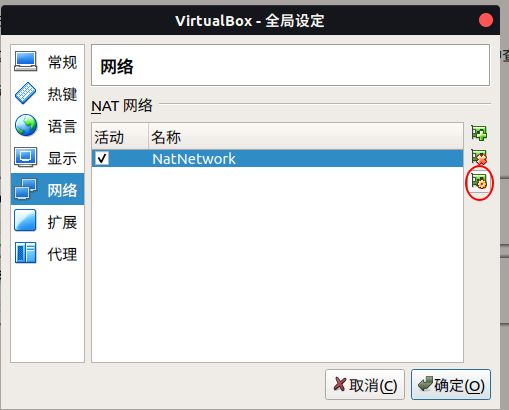 VirtualBox - 全局设定
常规
热键
语言
显示
网络
扩展
代理
网络
NAT 网络
活动 名称
NatNetwork
取消(C) 确定(O)